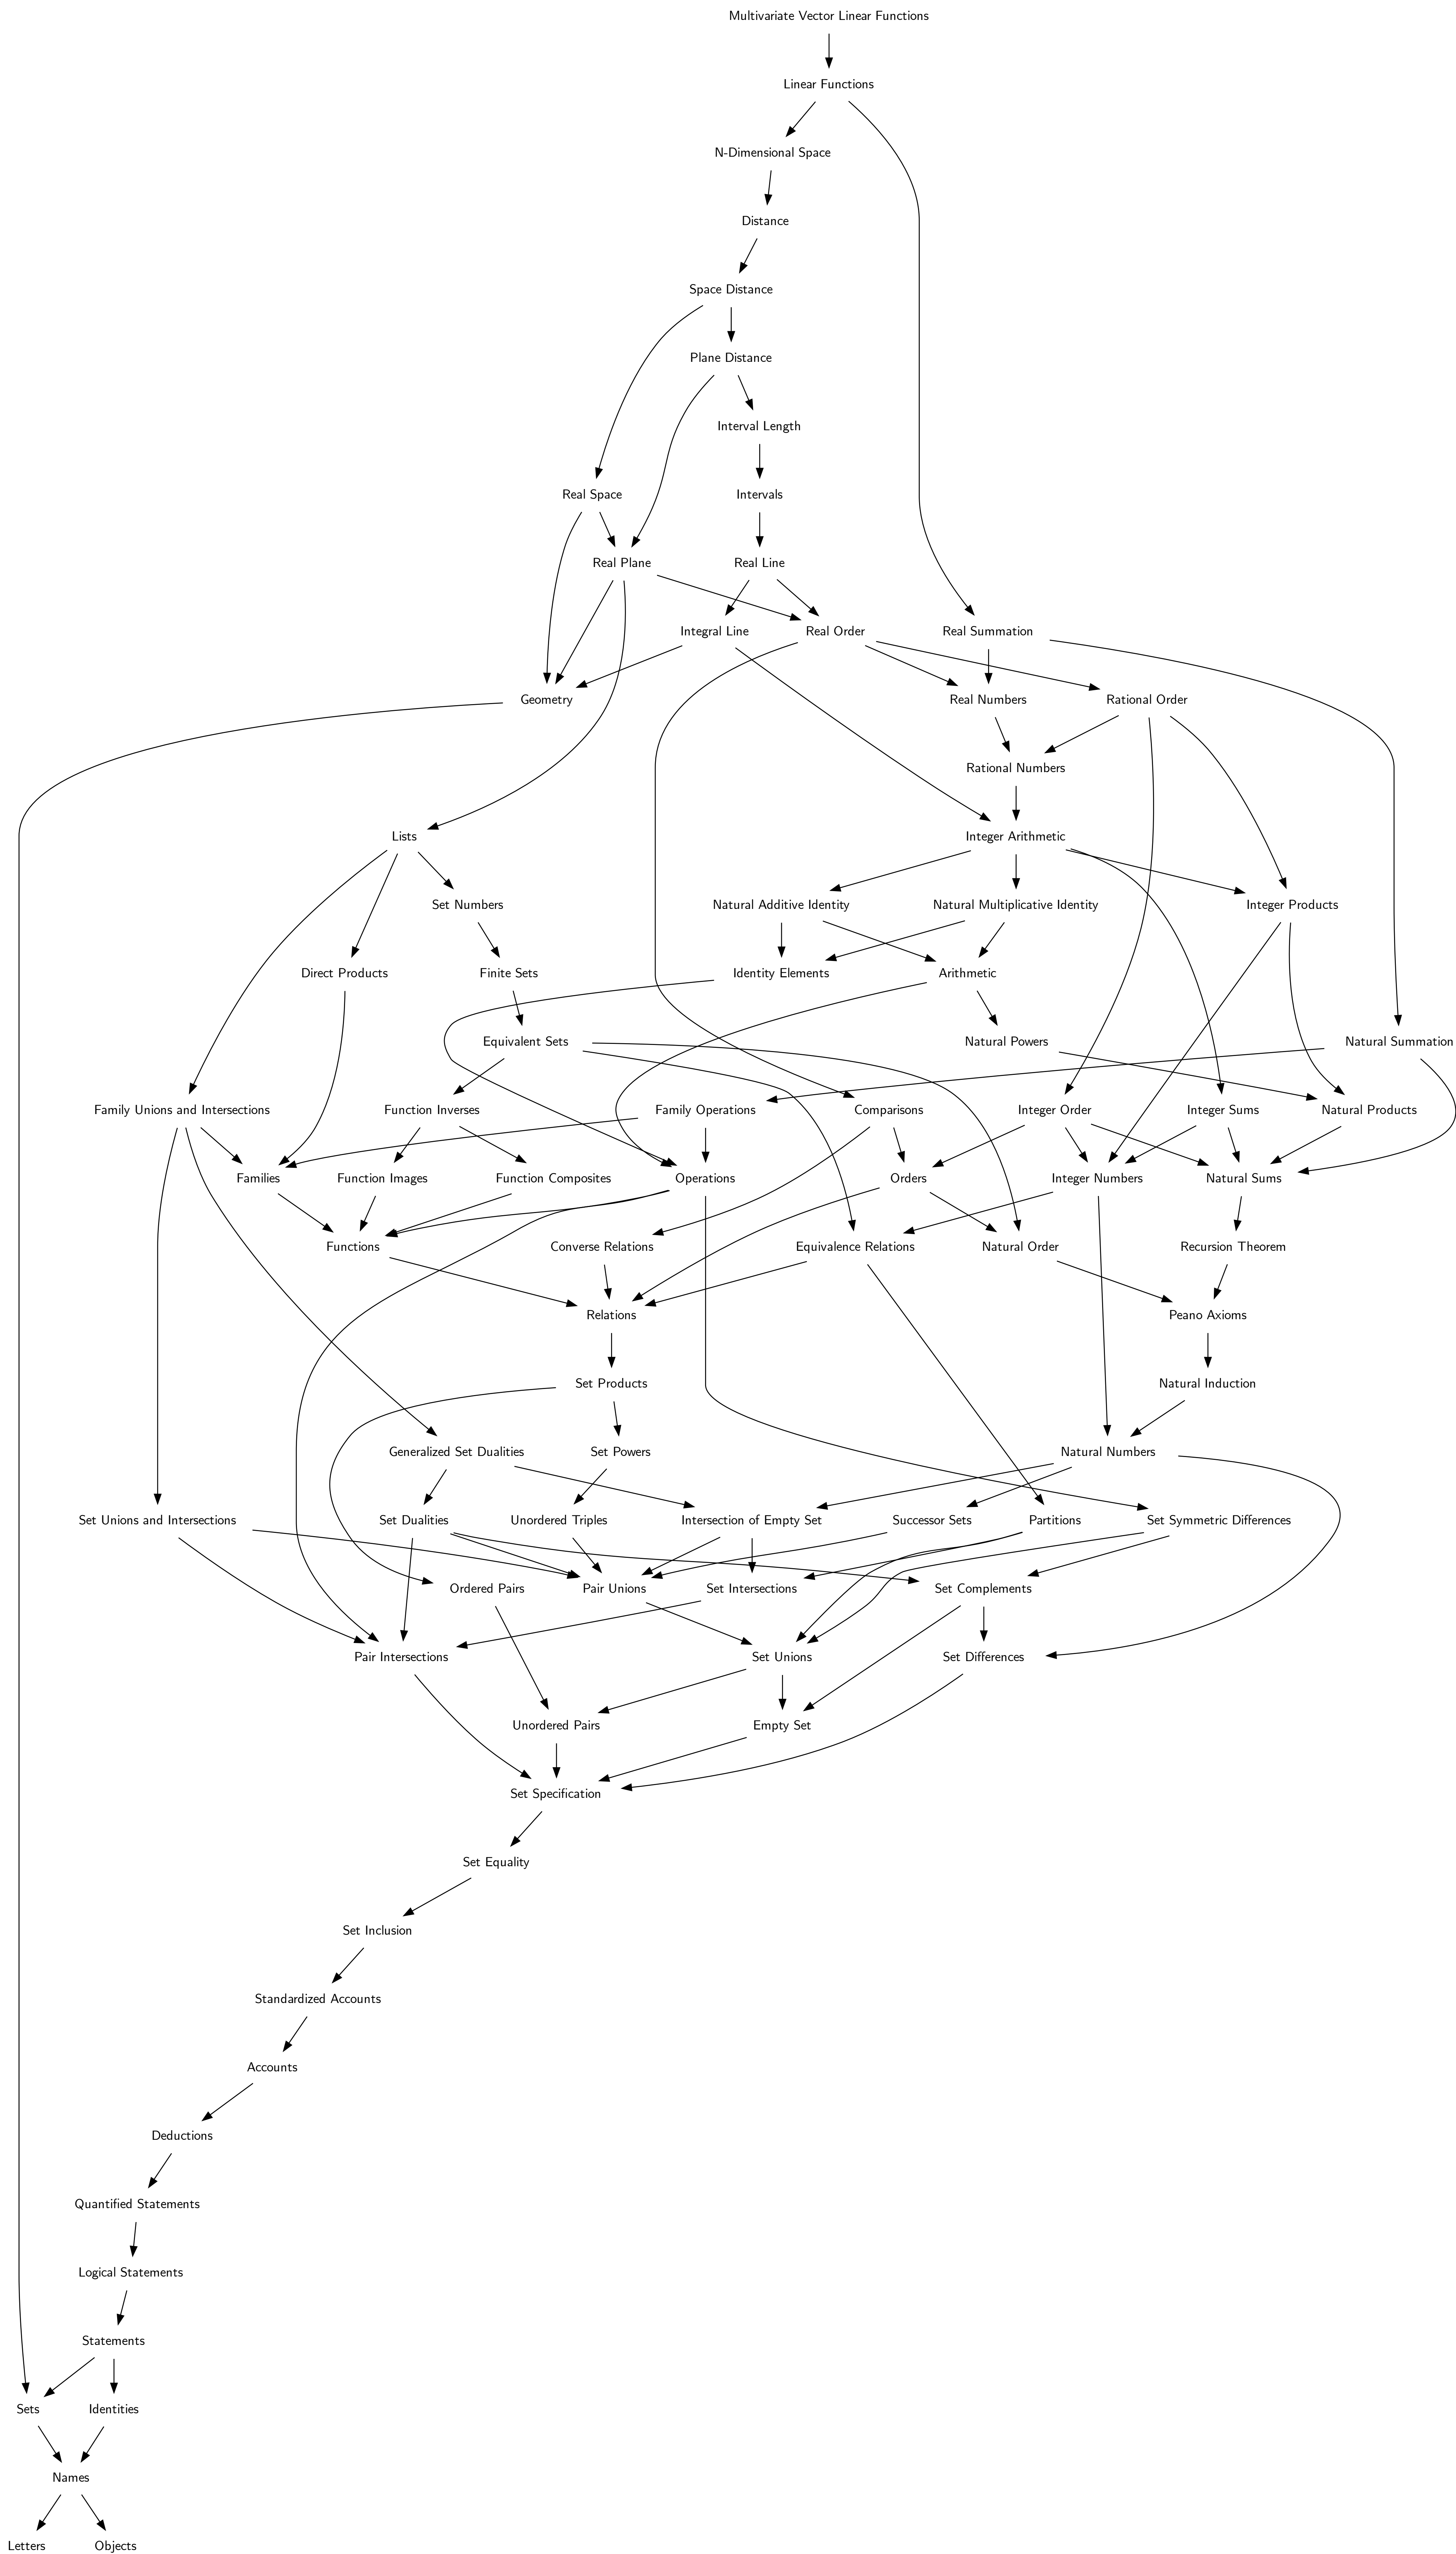 Multivariate Vector Linear Functions
Linear Functions
N-Dimensional Space
Distance
Space Distance
Plane Distance
Interval Length
Real Space
Intervals
Real Plane
Real Line
Integral Line
Real Order
Real Summation
Geometry
Real Numbers
Rational Order
Rational Numbers
Lists
Integer Arithmetic
Set Numbers
Natural Additive Identity
Natural Multiplicative Identity
Integer Products
Direct Products
Finite Sets
Identity Elements
Arithmetic
Equivalent Sets
Natural Powers
Natural Summation
Family Unions and Intersections
Function Inverses
Family Operations
Comparisons
Integer Order
Integer Sums
Natural Products
Families
Function Images
Function Composites
Operations
Orders
Integer Numbers
Natural Sums
Functions
Converse Relations
Equivalence Relations
Natural Order
Recursion Theorem
Relations
Peano Axioms
Set Products
Natural Induction
Generalized Set Dualities
Set Powers
Natural Numbers
Set Unions and Intersections
Set Dualities
Unordered Triples
Intersection of Empty Set
Successor Sets
Partitions
Set Symmetric Differences
Ordered Pairs
Pair Unions
Set Intersections
Set Complements
Pair Intersections
Set Unions
Set Differences
Unordered Pairs
Empty Set
Set Specification
Set Equality
Set Inclusion
Standardized Accounts
Accounts
Deductions
Quantified Statements
Logical Statements
Statements
Sets
Identities
Names
Letters
Objects